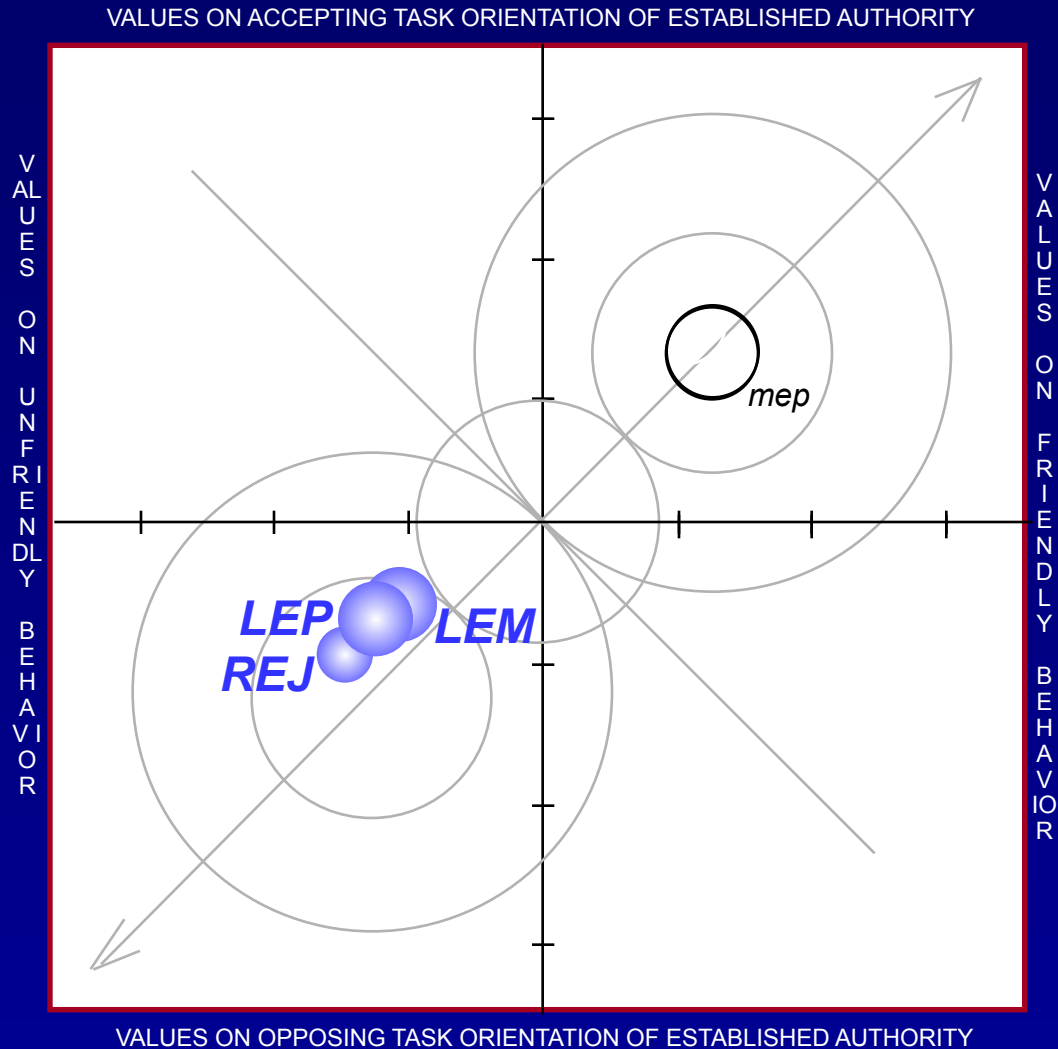 VALUES ON ACCEPTING TASK ORIENTATION OF ESTABLISHED AUTHORITY
VALUES ON UNFRIENDLY BEHAVIOR
VALUES ON FRIENDLY BEHAVIOR
mep
LEP
LEM
REJ
VALUES ON OPPOSING TASK ORIENTATION OF ESTABLISHED AUTHORITY